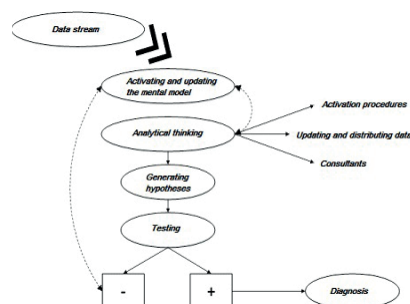 Data stream
Activating and updating
the mental model
Activation procedures
Analytical thinking
Updating and distributing data
Consultants
Generating
hypotheses
Testing
-
+
Diagnosis